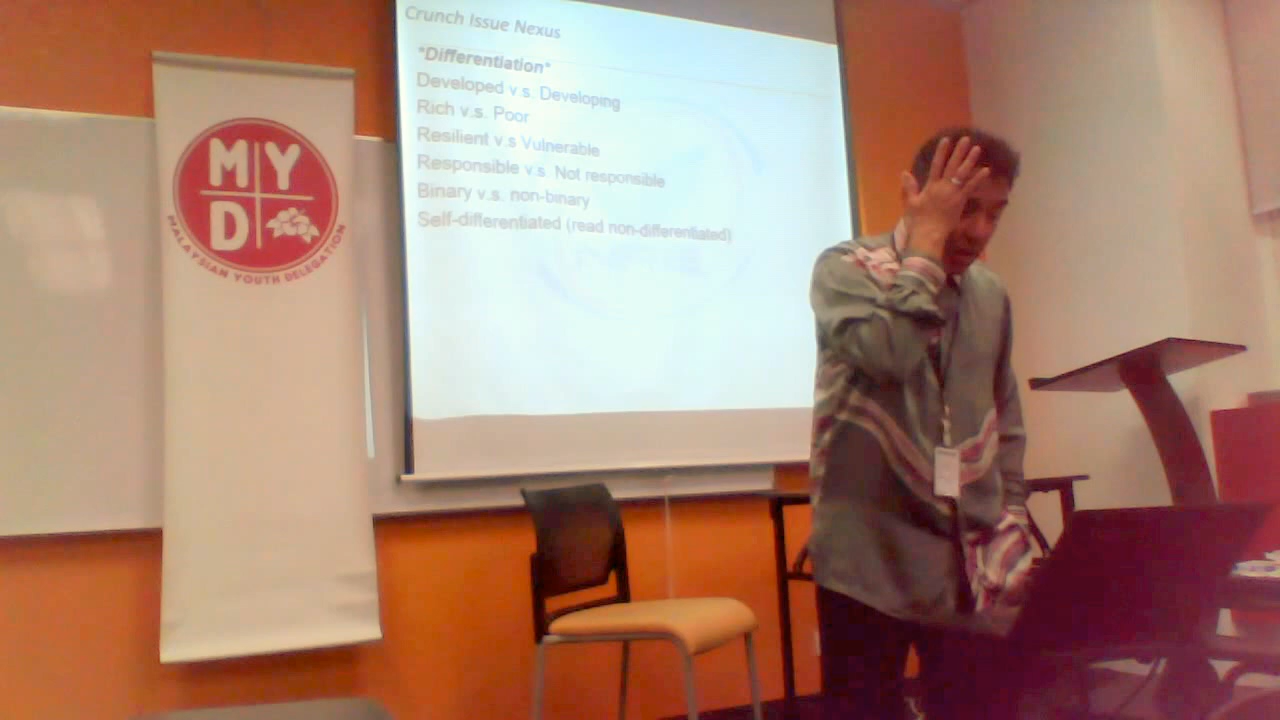 MY
D
MALAYSIAN YOUTH DELEGATION
Crunch Issue Nexus
*Differentiation*
Developed v.s. Developing
Rich v.s. Poor
Resilient v.s Vulnerable
Responsible v.s. Not responsible
Binary v.s. non-binary
Self-differentiated (read non-differentiated)